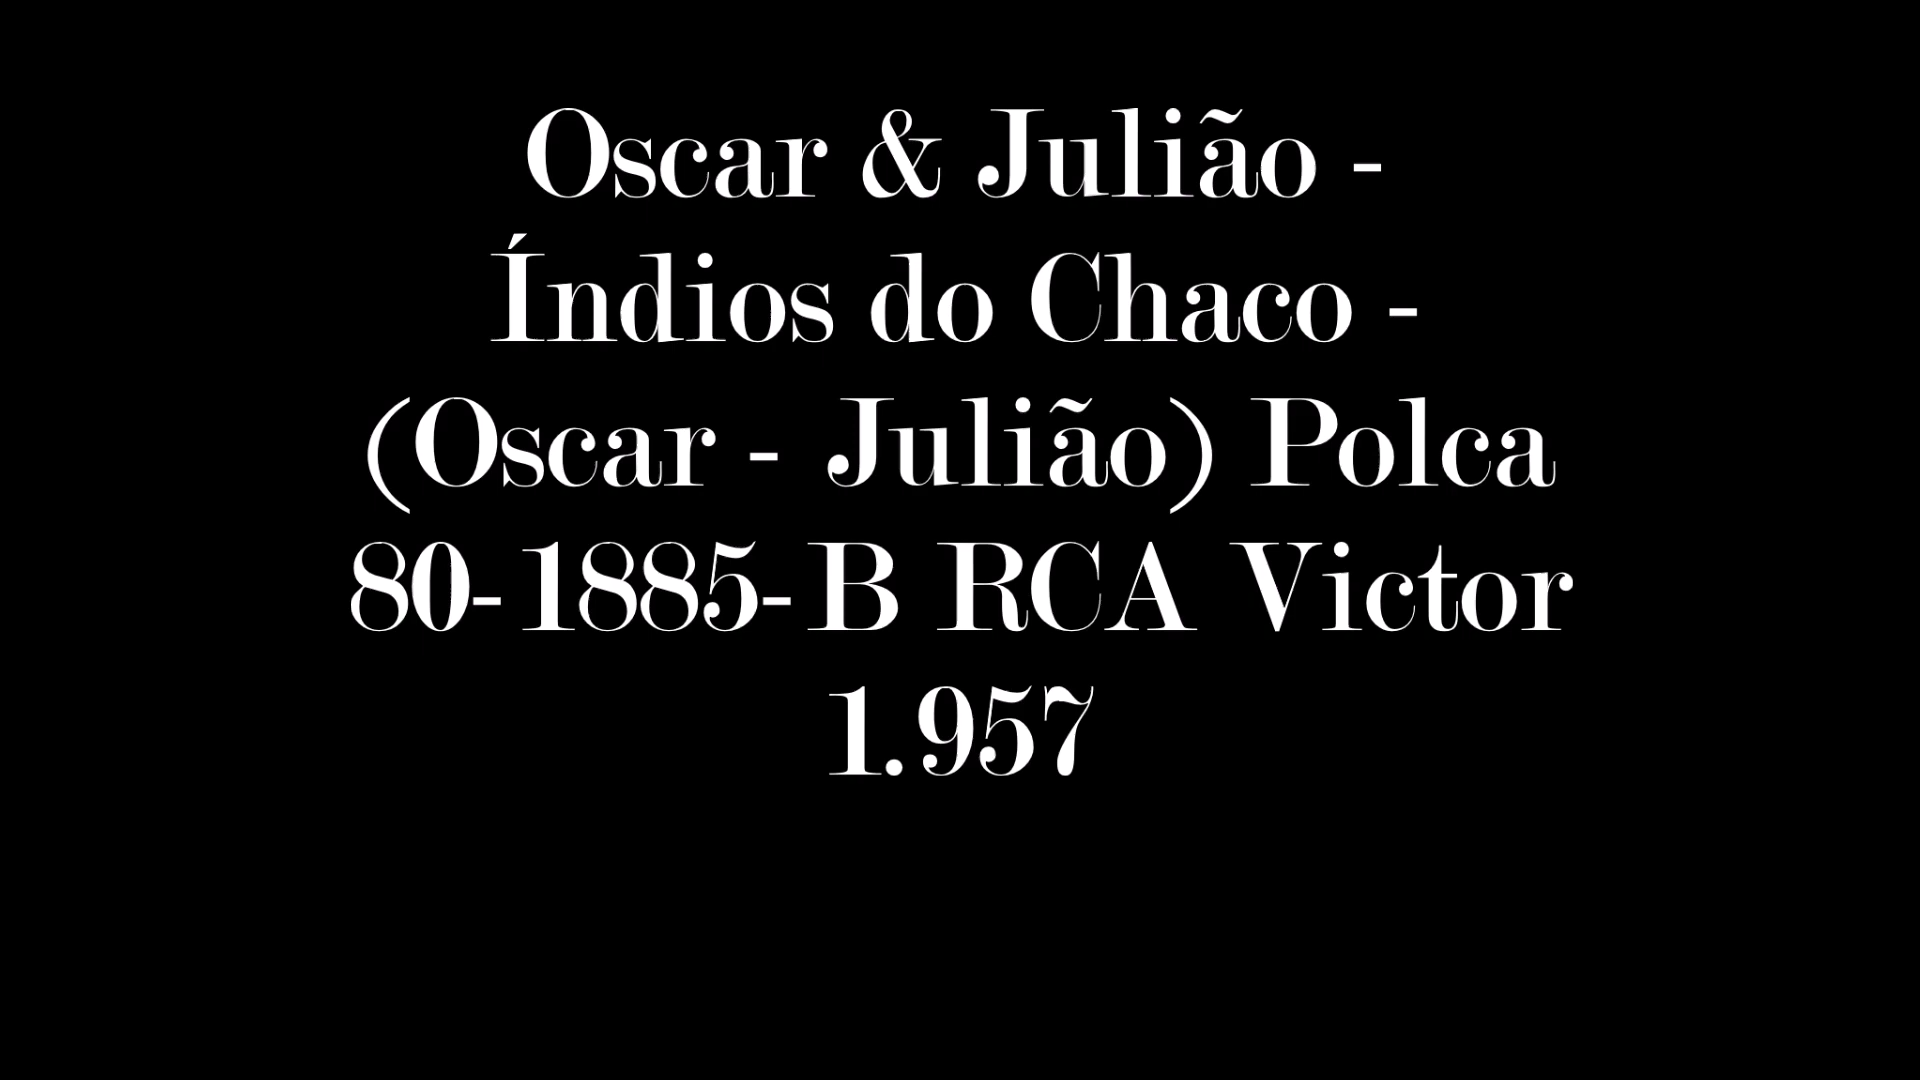 Oscar & Julião -
Índios do Chaco -
(Oscar - Julião) Polca
80-1885-B RCA Victor
1.957